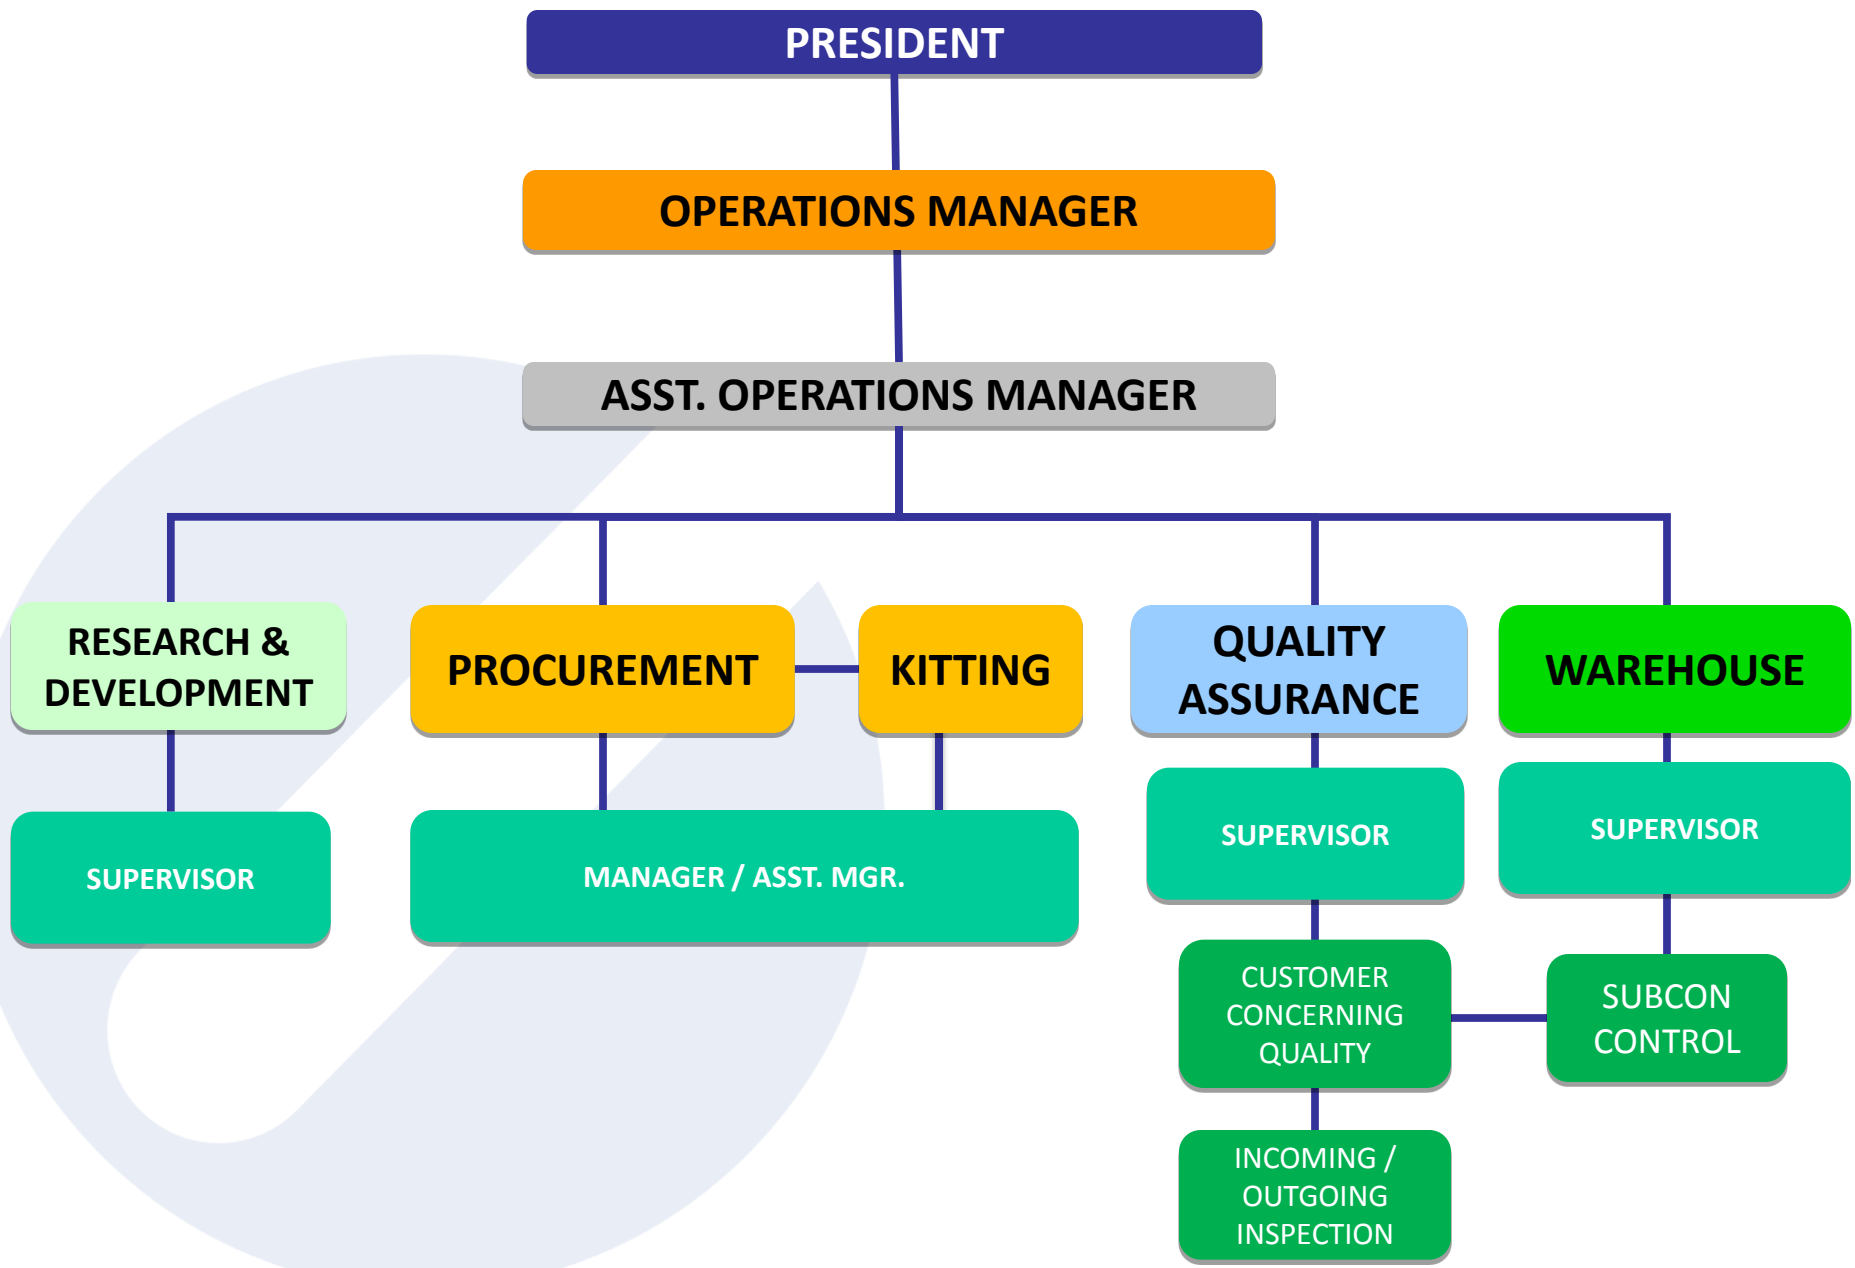 PRESIDENT
OPERATIONS MANAGER
ASST. OPERATIONS MANAGER
RESEARCH &
DEVELOPMENT
PROCUREMENT
KITTING
QUALITY
ASSURANCE
WAREHOUSE
SUPERVISOR
MANAGER / ASST. MGR.
SUPERVISOR
SUPERVISOR
CUSTOMER
CONCERNING
QUALITY
SUBCON
CONTROL
INCOMING /
OUTGOING
INSPECTION